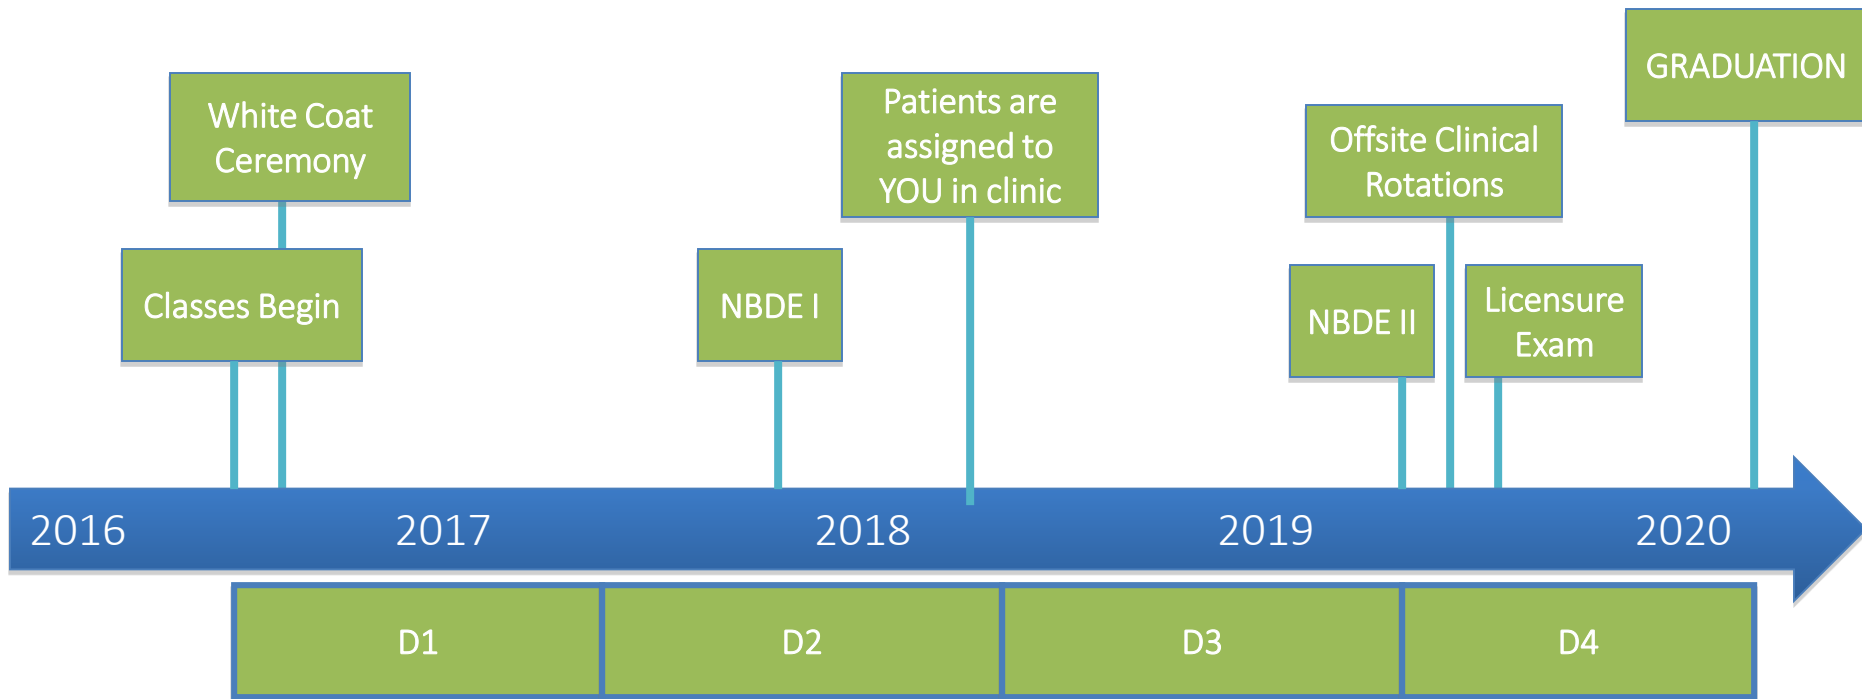 GRADUATION
White Coat
Ceremony
Patients are
assigned to
YOU in clinic
Offsite Clinical
Rotations
Classes Begin
NBDE I
NBDE II
Licensure
Exam
2016
2017
2018
2019
2020
D1
D2
D3
D4